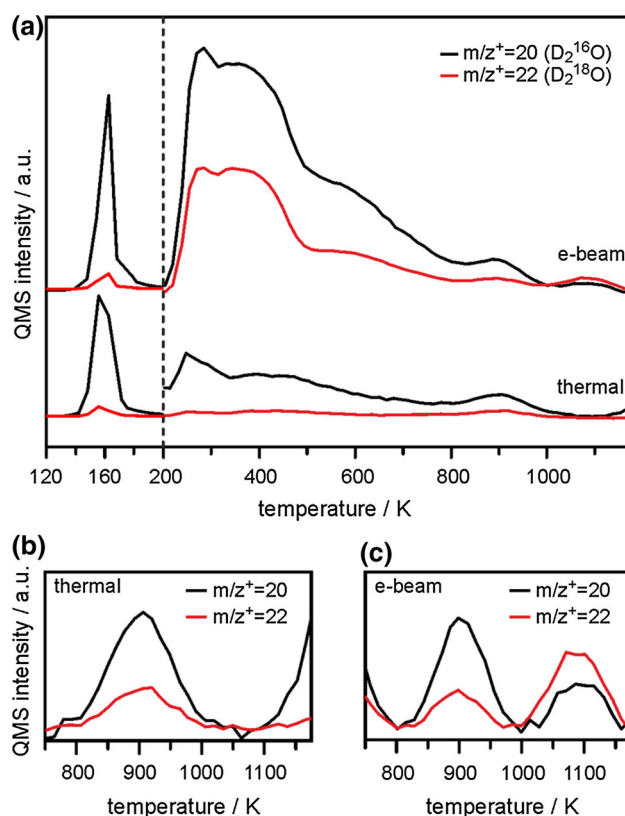 (a)
m/z⁺=20 (D₂¹⁶O)
m/z⁺=22 (D₂¹⁸O)
QMS intensity / a.u.
e-beam
thermal
120 160 200 400 600 800 1000
temperature / K
(b)
thermal
m/z⁺=20
m/z⁺=22
QMS intensity / a.u.
800 900 1000 1100
temperature / K
(c)
e-beam
m/z⁺=20
m/z⁺=22
800 900 1000 1100
temperature / K